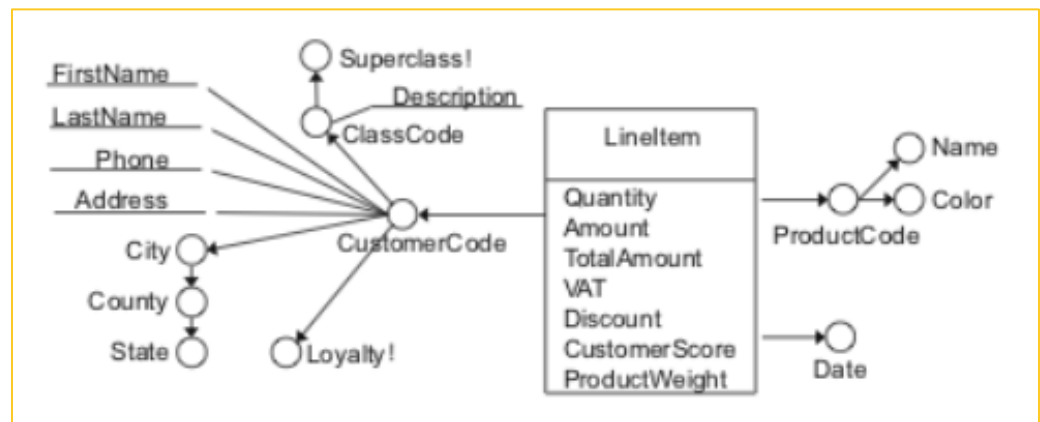 Superclass!
FirstName
Description
LastName
ClassCode
LineItem
Name
Phone
Quantity
Color
Address
Amount
CustomerCode
ProductCode
City
TotalAmount
VAT
County
Discount
State
Loyalty!
CustomerScore
Date
ProductWeight